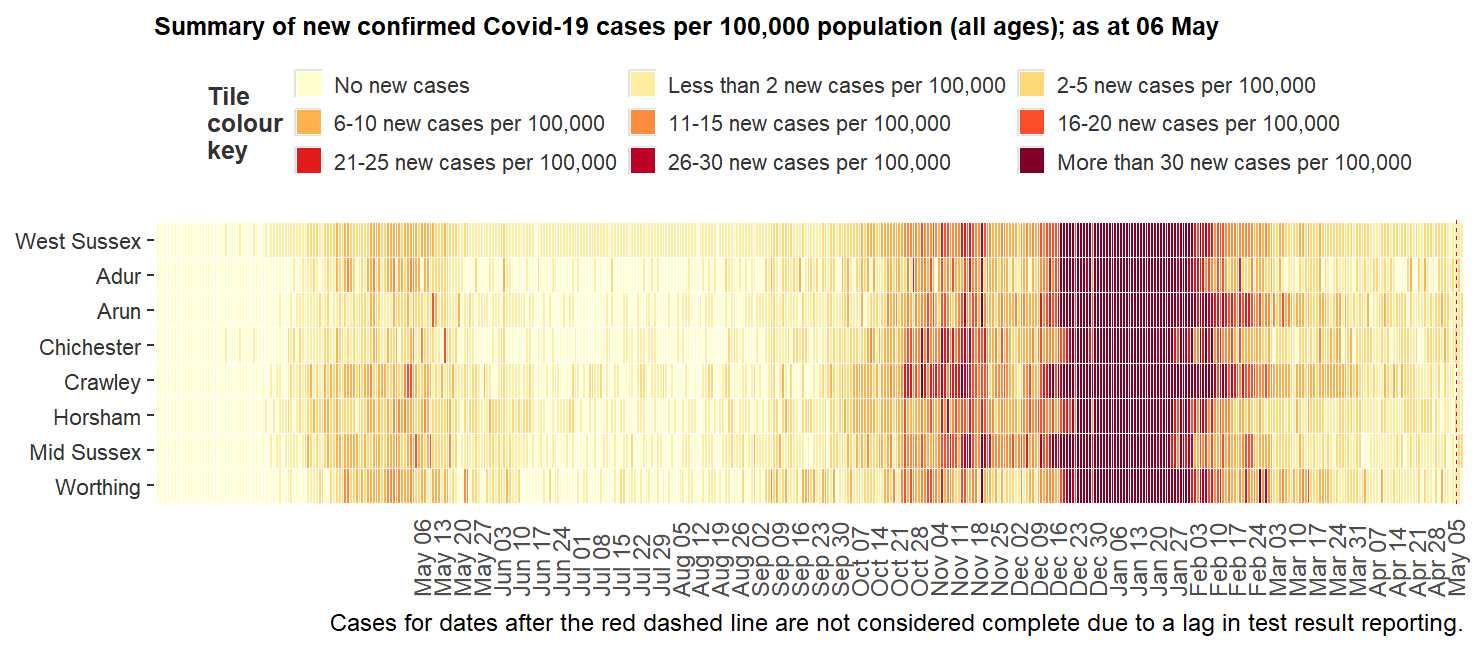 Summary of new confirmed Covid-19 cases per 100,000 population (all ages); as at 06 May
Tile
colour
key
No new cases
Less than 2 new cases per 100,000
2-5 new cases per 100,000
6-10 new cases per 100,000
11-15 new cases per 100,000
16-20 new cases per 100,000
21-25 new cases per 100,000
26-30 new cases per 100,000
More than 30 new cases per 100,000
West Sussex
Adur
Arun
Chichester
Crawley
Horsham
Mid Sussex
Worthing
May 06
May 13
May 20
May 27
Jun 03
Jun 10
Jun 17
Jun 24
Jul 01
Jul 08
Jul 15
Jul 22
Jul 29
Aug 05
Aug 12
Aug 19
Aug 26
Sep 02
Sep 09
Sep 16
Sep 23
Sep 30
Oct 07
Oct 14
Oct 21
Oct 28
Nov 04
Nov 11
Nov 18
Nov 25
Dec 02
Dec 09
Dec 16
Dec 23
Dec 30
Jan 06
Jan 13
Jan 20
Jan 27
Feb 03
Feb 10
Feb 17
Feb 24
Mar 03
Mar 10
Mar 17
Mar 24
Mar 31
Apr 07
Apr 14
Apr 21
Apr 28
May 05
Cases for dates after the red dashed line are not considered complete due to a lag in test result reporting.